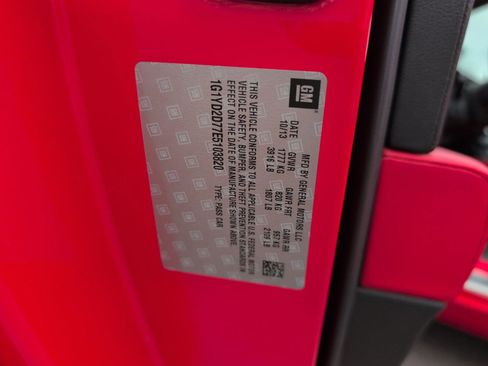 GM
MFD BY GENERAL MOTORS LLC
DATE GVWR GAWR FRT GAWR RR
10/13 1777 KG 820 KG 957 KG
3916 LB 1807 LB 2109 LB
THIS VEHICLE CONFORMS TO ALL APPLICABLE U.S. FEDERAL MOTOR
VEHICLE SAFETY, BUMPER, AND THEFT PREVENTION STANDARDS IN
EFFECT ON THE DATE OF MANUFACTURE SHOWN ABOVE.
1G1YD2D77E5103820 TYPE: PASS CAR